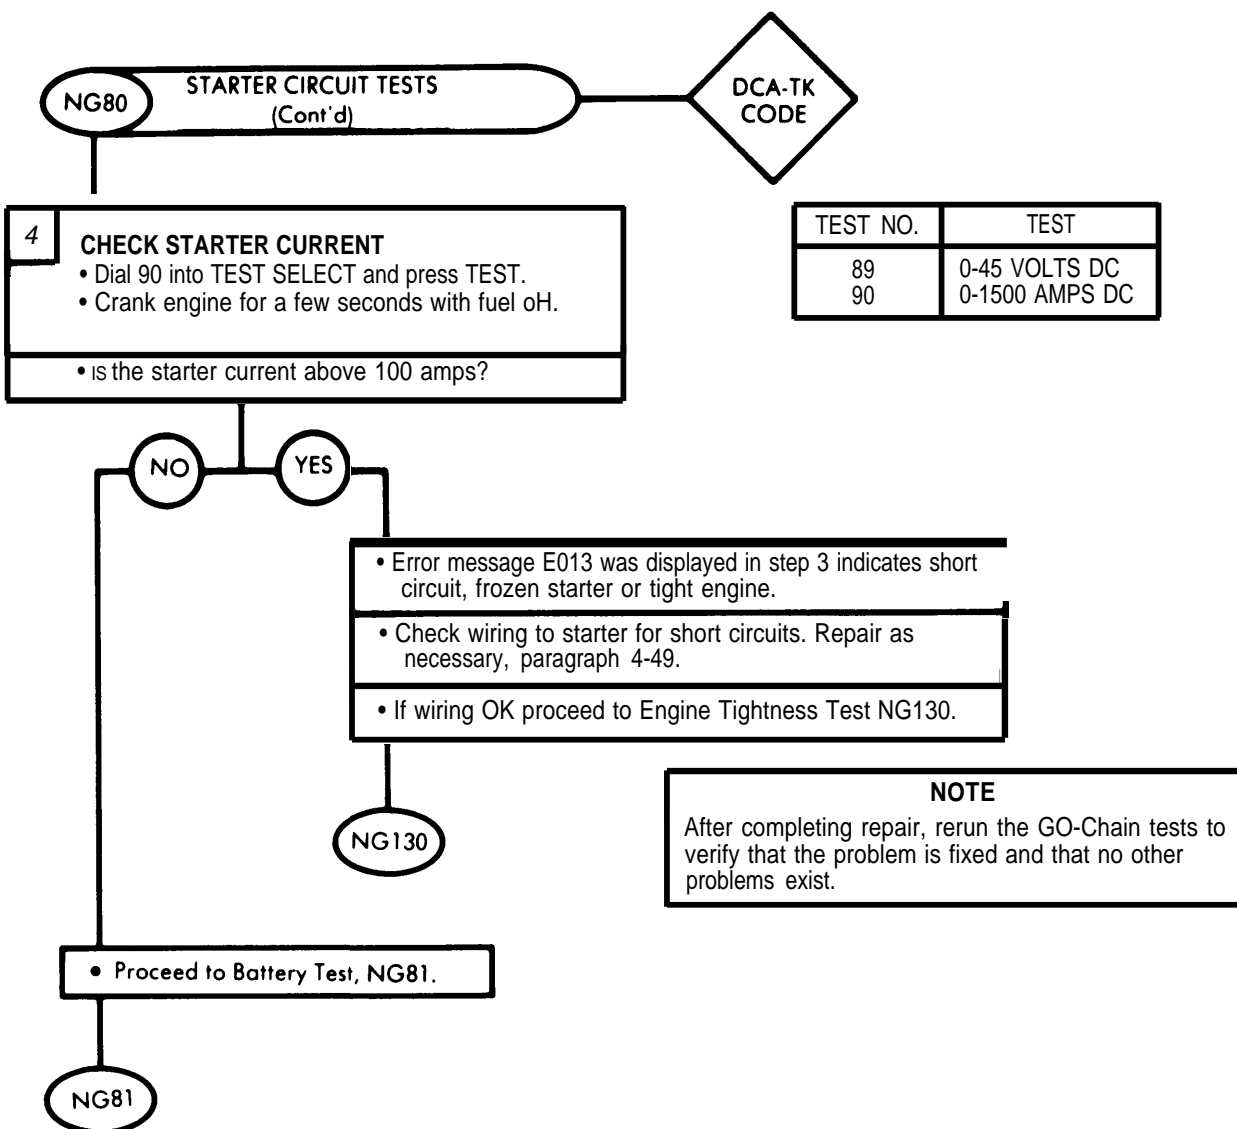 NG80
STARTER CIRCUIT TESTS
(Cont'd)
DCA-TK
CODE
4
CHECK STARTER CURRENT
• Dial 90 into TEST SELECT and press TEST.
• Crank engine for a few seconds with fuel oH.
• IS the starter current above 100 amps?
TEST NO. TEST
89 0-45 VOLTS DC
90 0-1500 AMPS DC
NO
YES
• Error message E013 was displayed in step 3 indicates short
circuit, frozen starter or tight engine.
• Check wiring to starter for short circuits. Repair as
necessary, paragraph 4-49.
• If wiring OK proceed to Engine Tightness Test NG130.
NG130
NOTE
After completing repair, rerun the GO-Chain tests to
verify that the problem is fixed and that no other
problems exist.
• Proceed to Battery Test, NG81.
NG81